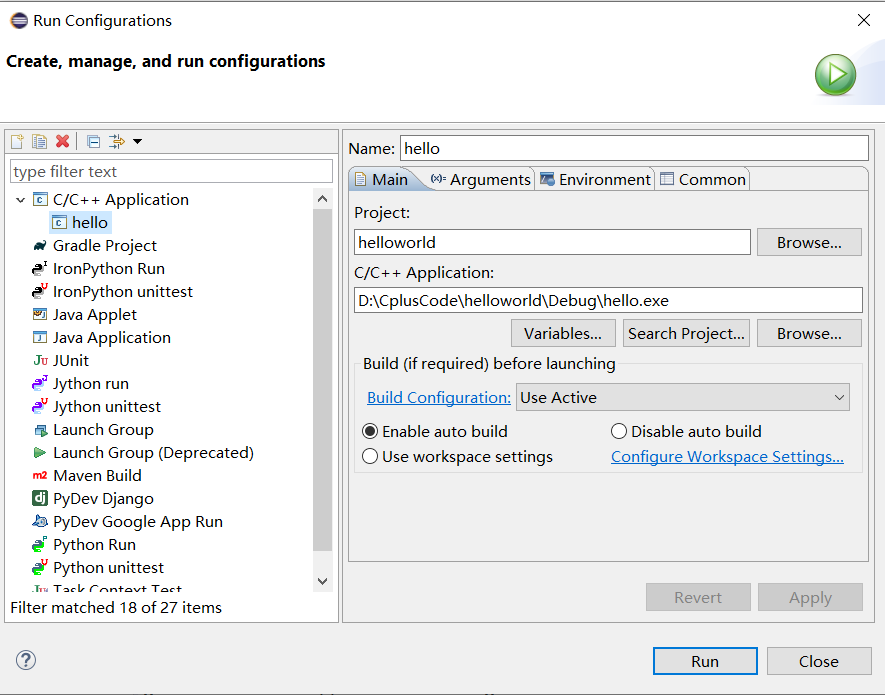 Run Configurations
Create, manage, and run configurations
type filter text
C/C++ Application
hello
Gradle Project
IronPython Run
IronPython unittest
Java Applet
Java Application
JUnit
Jython run
Jython unittest
Launch Group
Launch Group (Deprecated)
Maven Build
PyDev Django
PyDev Google App Run
Python Run
Python unittest
Task Context Test
Filter matched 18 of 27 items
Name: hello
Main (x)= Arguments Environment Common
Project:
helloworld Browse...
C/C++ Application:
D:\CplusCode\helloworld\Debug\hello.exe
Variables... Search Project... Browse...
Build (if required) before launching
Build Configuration: Use Active
Enable auto build Disable auto build
Use workspace settings Configure Workspace Settings...
Revert Apply
Run Close